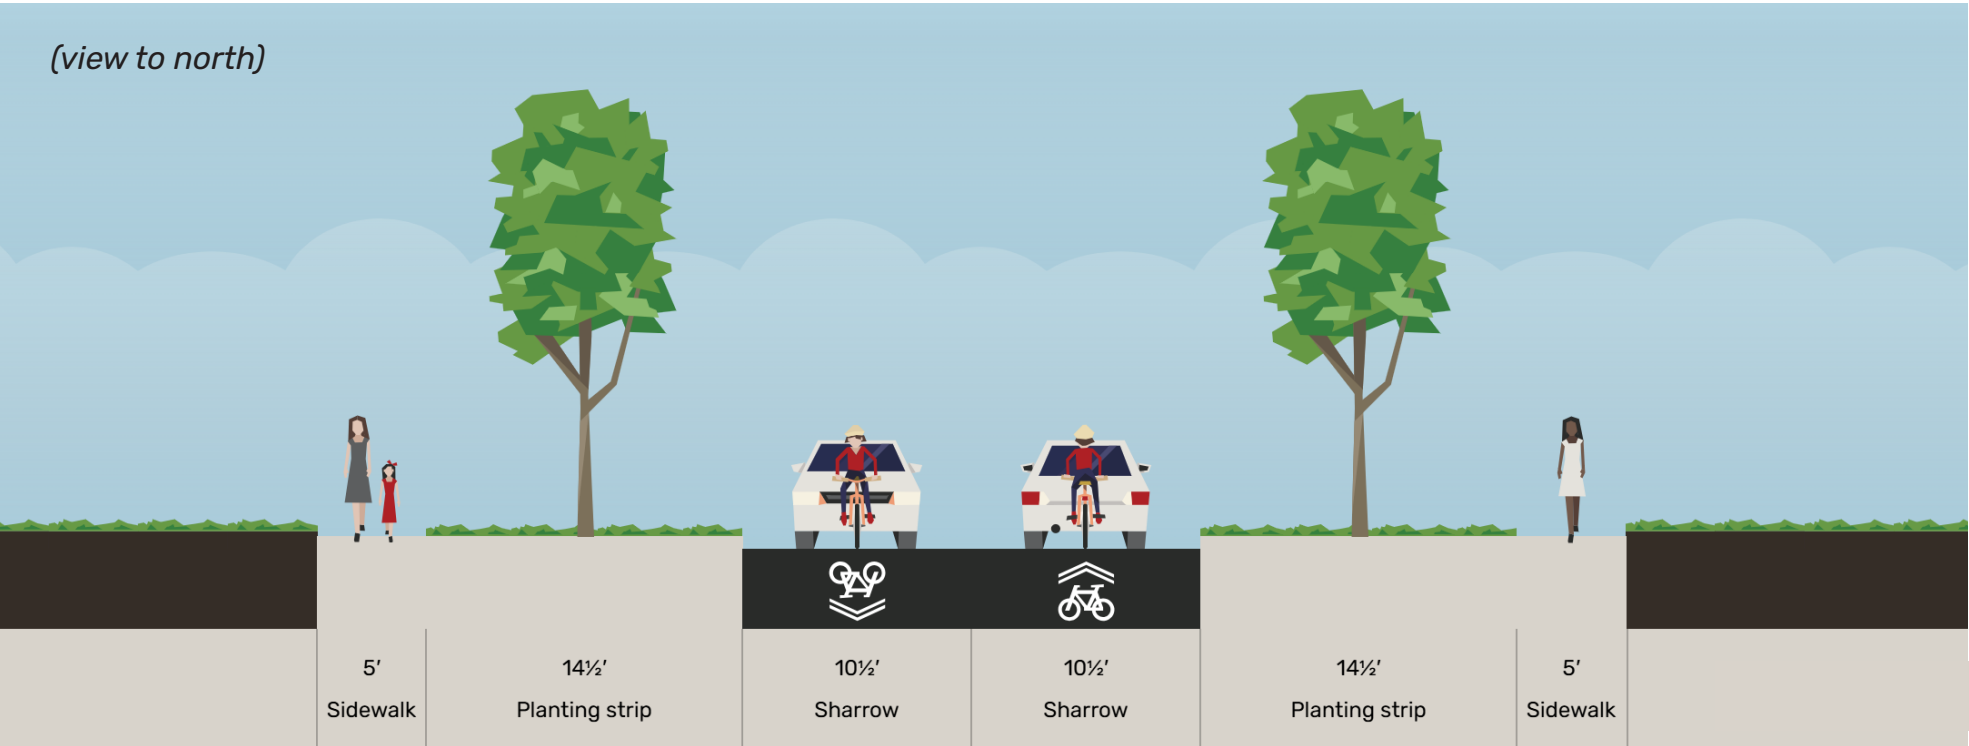 (view to north)
5′
Sidewalk
14½′
Planting strip
10½′
Sharrow
10½′
Sharrow
14½′
Planting strip
5′
Sidewalk